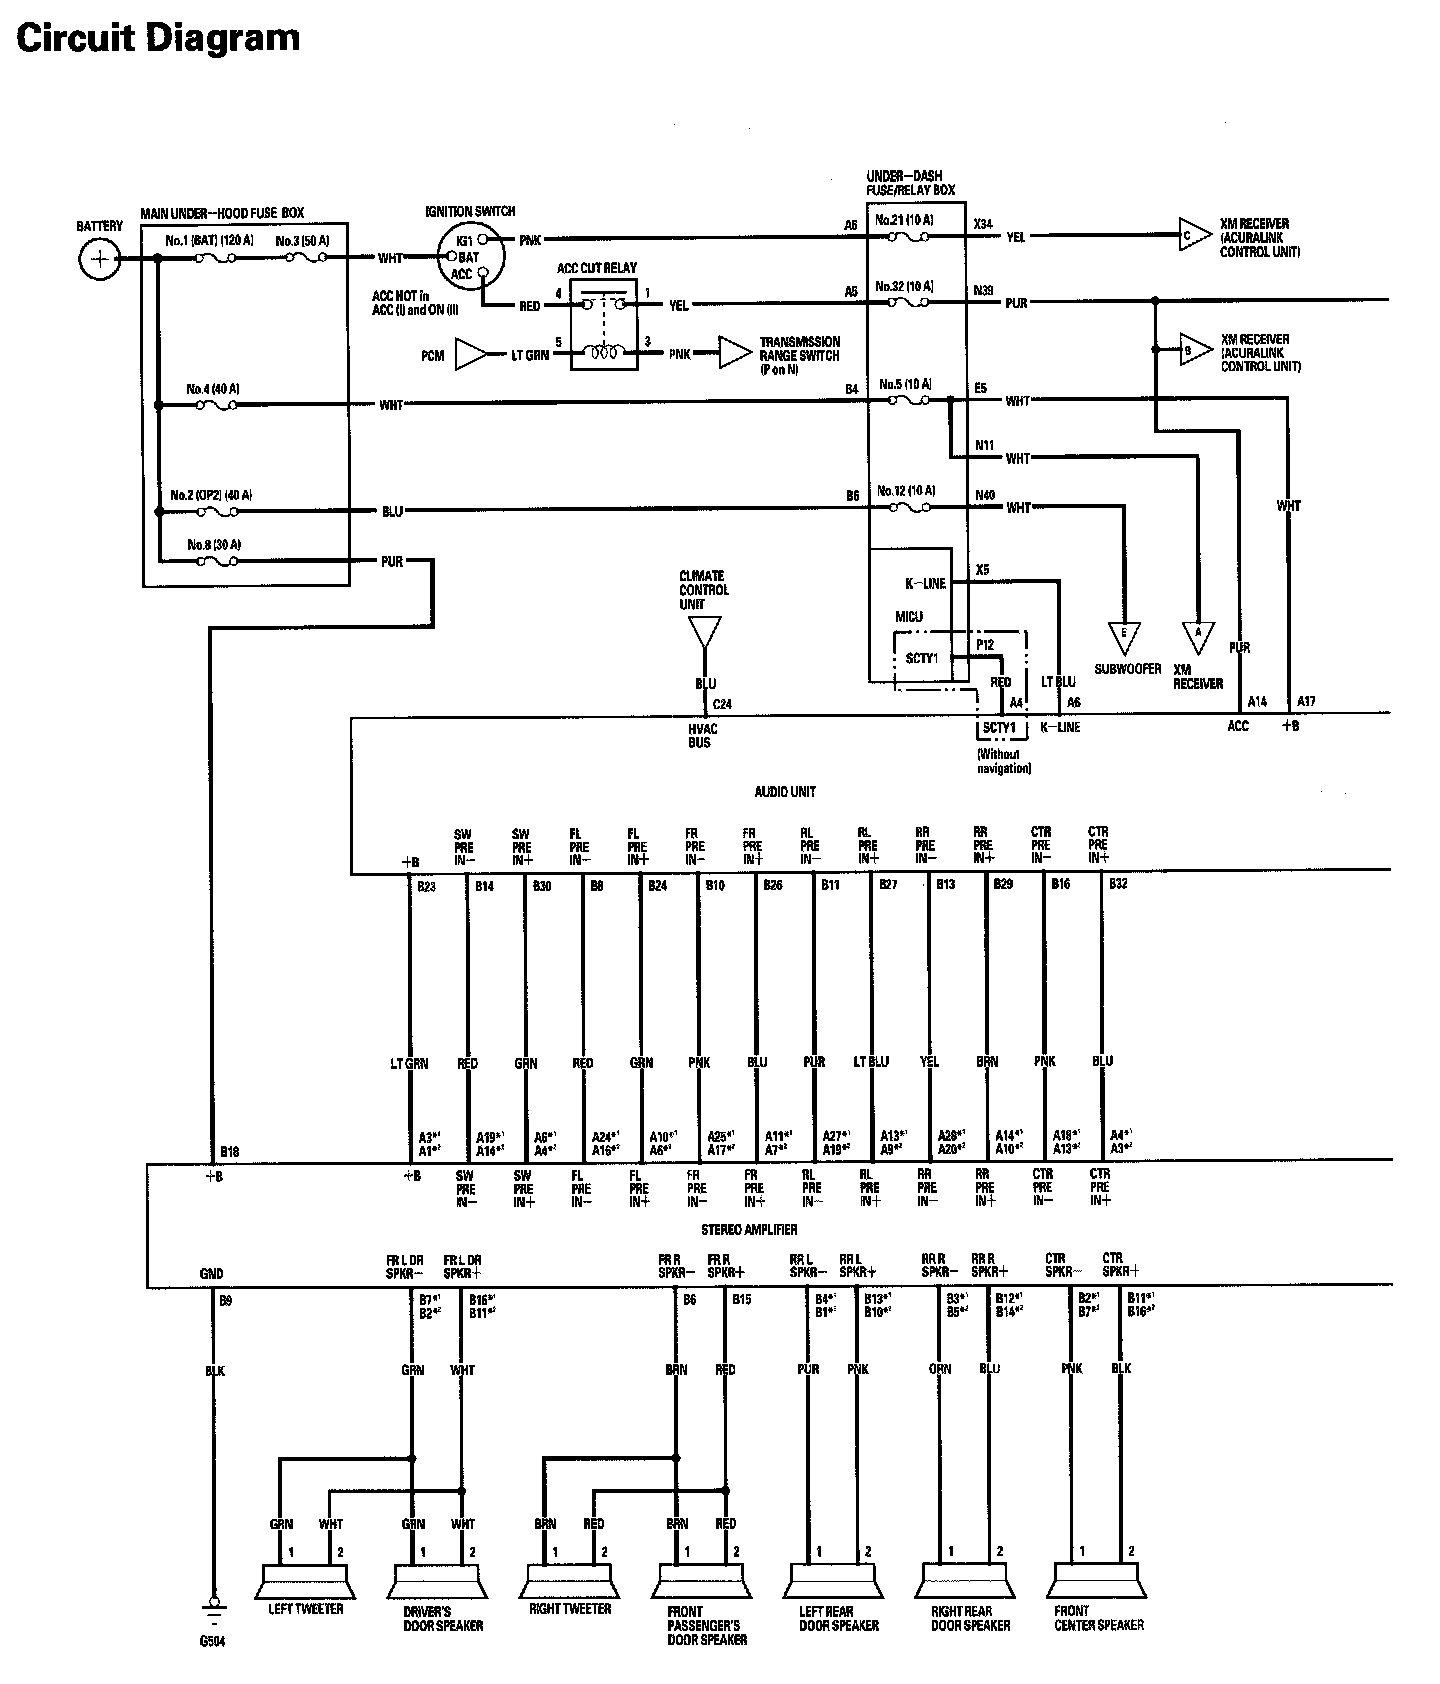 Circuit Diagram
UNDER-DASH
FUSE/RELAY BOX
BATTERY
MAIN UNDER-HOOD FUSE BOX
IGNITION SWITCH
No.1 (BAT) (120 A)
No.3 (50 A)
IG1
BAT
ACC
PNK
WHT
A6
No.21 (10 A)
X34
YEL
C
XM RECEIVER
(ACURALINK
CONTROL UNIT)
ACC HOT in
ACC (I) and ON (II)
ACC CUT RELAY
RED
4
1
YEL
A5
No.32 (10 A)
N39
PUR
PCM
LT GRN
5
3
PNK
TRANSMISSION
RANGE SWITCH
(P on N)
B
XM RECEIVER
(ACURALINK
CONTROL UNIT)
No.4 (40 A)
WHT
B4
No.5 (10 A)
E5
WHT
N11
WHT
No.2 (OP2) (40 A)
BLU
B6
No.12 (10 A)
N40
WHT
WHT
No.8 (30 A)
PUR
CLIMATE
CONTROL
UNIT
BLU
C24
HVAC
BUS
K-LINE
X5
MICU
SCTY1
P12
RED
LT BLU
A4
A6
SCTY1
K-LINE
(Without
navigation)
E
SUBWOOFER
A
XM
RECEIVER
PUR
A14
A17
ACC
+B
AUDIO UNIT
+B
SW
PRE
IN-
SW
PRE
IN+
FL
PRE
IN-
FL
PRE
IN+
FR
PRE
IN-
FR
PRE
IN+
RL
PRE
IN-
RL
PRE
IN+
RR
PRE
IN-
RR
PRE
IN+
CTR
PRE
IN-
CTR
PRE
IN+
B23 B14 B30 B8 B24 B10 B26 B11 B27 B13 B29 B16 B32
LT GRN RED GRN RED GRN PNK BLU PUR LT BLU YEL BRN PNK BLU
B18
A3*1 A19*1 A6*1 A24*1 A10*1 A25*1 A11*1 A27*1 A13*1 A28*1 A14*1 A18*1 A4*1
A1*2 A14*2 A4*2 A16*2 A6*2 A17*2 A7*2 A19*2 A9*2 A20*2 A10*2 A13*2 A3*2
+B
+B
SW
PRE
IN-
SW
PRE
IN+
FL
PRE
IN-
FL
PRE
IN+
FR
PRE
IN-
FR
PRE
IN+
RL
PRE
IN-
RL
PRE
IN+
RR
PRE
IN-
RR
PRE
IN+
CTR
PRE
IN-
CTR
PRE
IN+
STEREO AMPLIFIER
GND
FR L DR
SPKR-
FR L DR
SPKR+
FR R
SPKR-
FR R
SPKR+
RR L
SPKR-
RR L
SPKR+
RR R
SPKR-
RR R
SPKR+
CTR
SPKR-
CTR
SPKR+
B9
B7*1
B2*2
B16*1
B11*2
B6
B15
B4*1
B1*2
B13*1
B10*2
B3*1
B5*2
B12*1
B14*2
B2*1
B7*2
B11*1
B16*2
BLK GRN WHT BRN RED PUR PNK ORN BLU PNK BLK
GRN WHT GRN WHT BRN RED BRN RED
1 2 1 2 1 2 1 2 1 2 1 2 1 2
G504
LEFT TWEETER
DRIVER'S
DOOR SPEAKER
RIGHT TWEETER
FRONT
PASSENGER'S
DOOR SPEAKER
LEFT REAR
DOOR SPEAKER
RIGHT REAR
DOOR SPEAKER
FRONT
CENTER SPEAKER